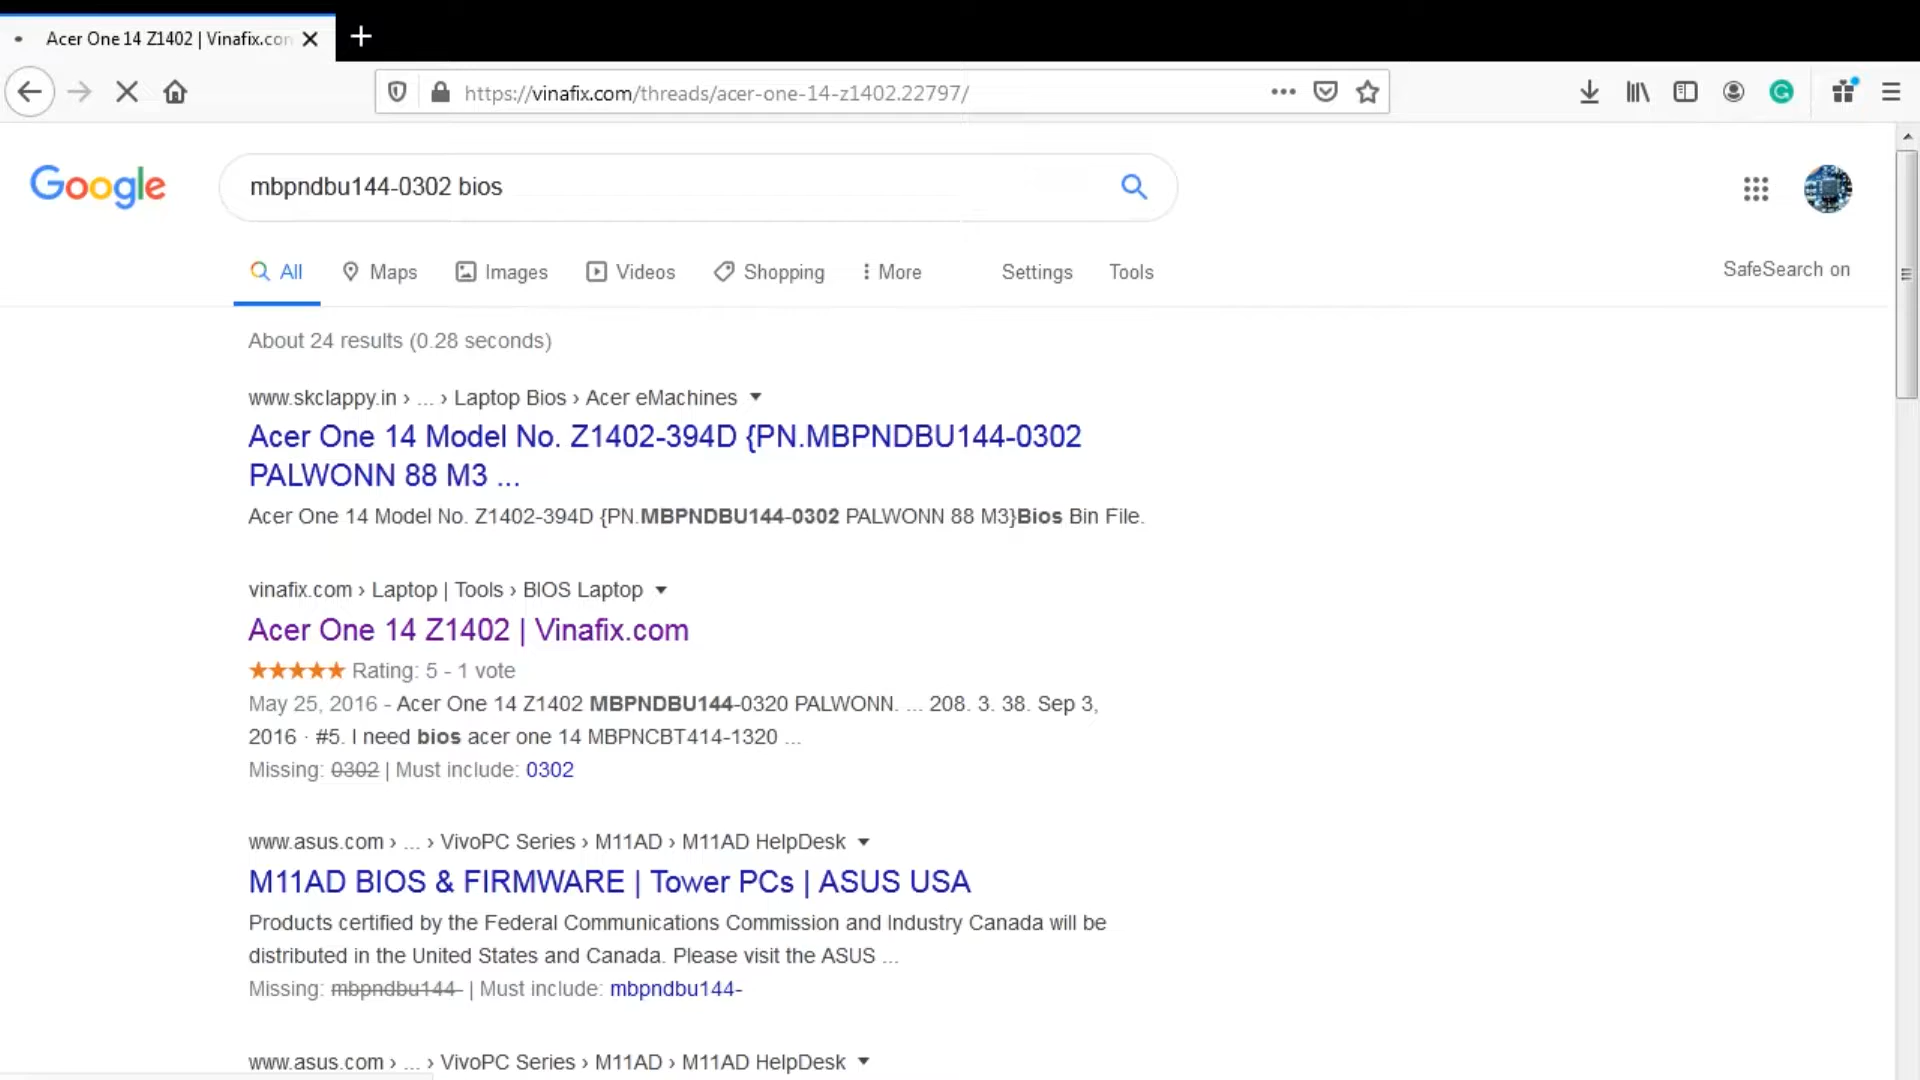 Acer One 14 Z1402 | Vinafix.con
https://vinafix.com/threads/acer-one-14-z1402.22797/
Google
mbpndbu144-0302 bios
All Maps Images Videos Shopping More Settings Tools
SafeSearch on
About 24 results (0.28 seconds)
www.skclappy.in › ... › Laptop Bios › Acer eMachines
Acer One 14 Model No. Z1402-394D {PN.MBPNDBU144-0302
PALWONN 88 M3 ...
Acer One 14 Model No. Z1402-394D {PN.MBPNDBU144-0302 PALWONN 88 M3}Bios Bin File.
vinafix.com › Laptop | Tools › BIOS Laptop
Acer One 14 Z1402 | Vinafix.com
Rating: 5 - 1 vote
May 25, 2016 - Acer One 14 Z1402 MBPNDBU144-0320 PALWONN. ... 208. 3. 38. Sep 3,
2016 · #5. I need bios acer one 14 MBPNCBT414-1320 ...
Missing: 0302 | Must include: 0302
www.asus.com › ... › VivoPC Series › M11AD › M11AD HelpDesk
M11AD BIOS & FIRMWARE | Tower PCs | ASUS USA
Products certified by the Federal Communications Commission and Industry Canada will be
distributed in the United States and Canada. Please visit the ASUS ...
Missing: mbpndbu144- | Must include: mbpndbu144-
www.asus.com › ... › VivoPC Series › M11AD › M11AD HelpDesk